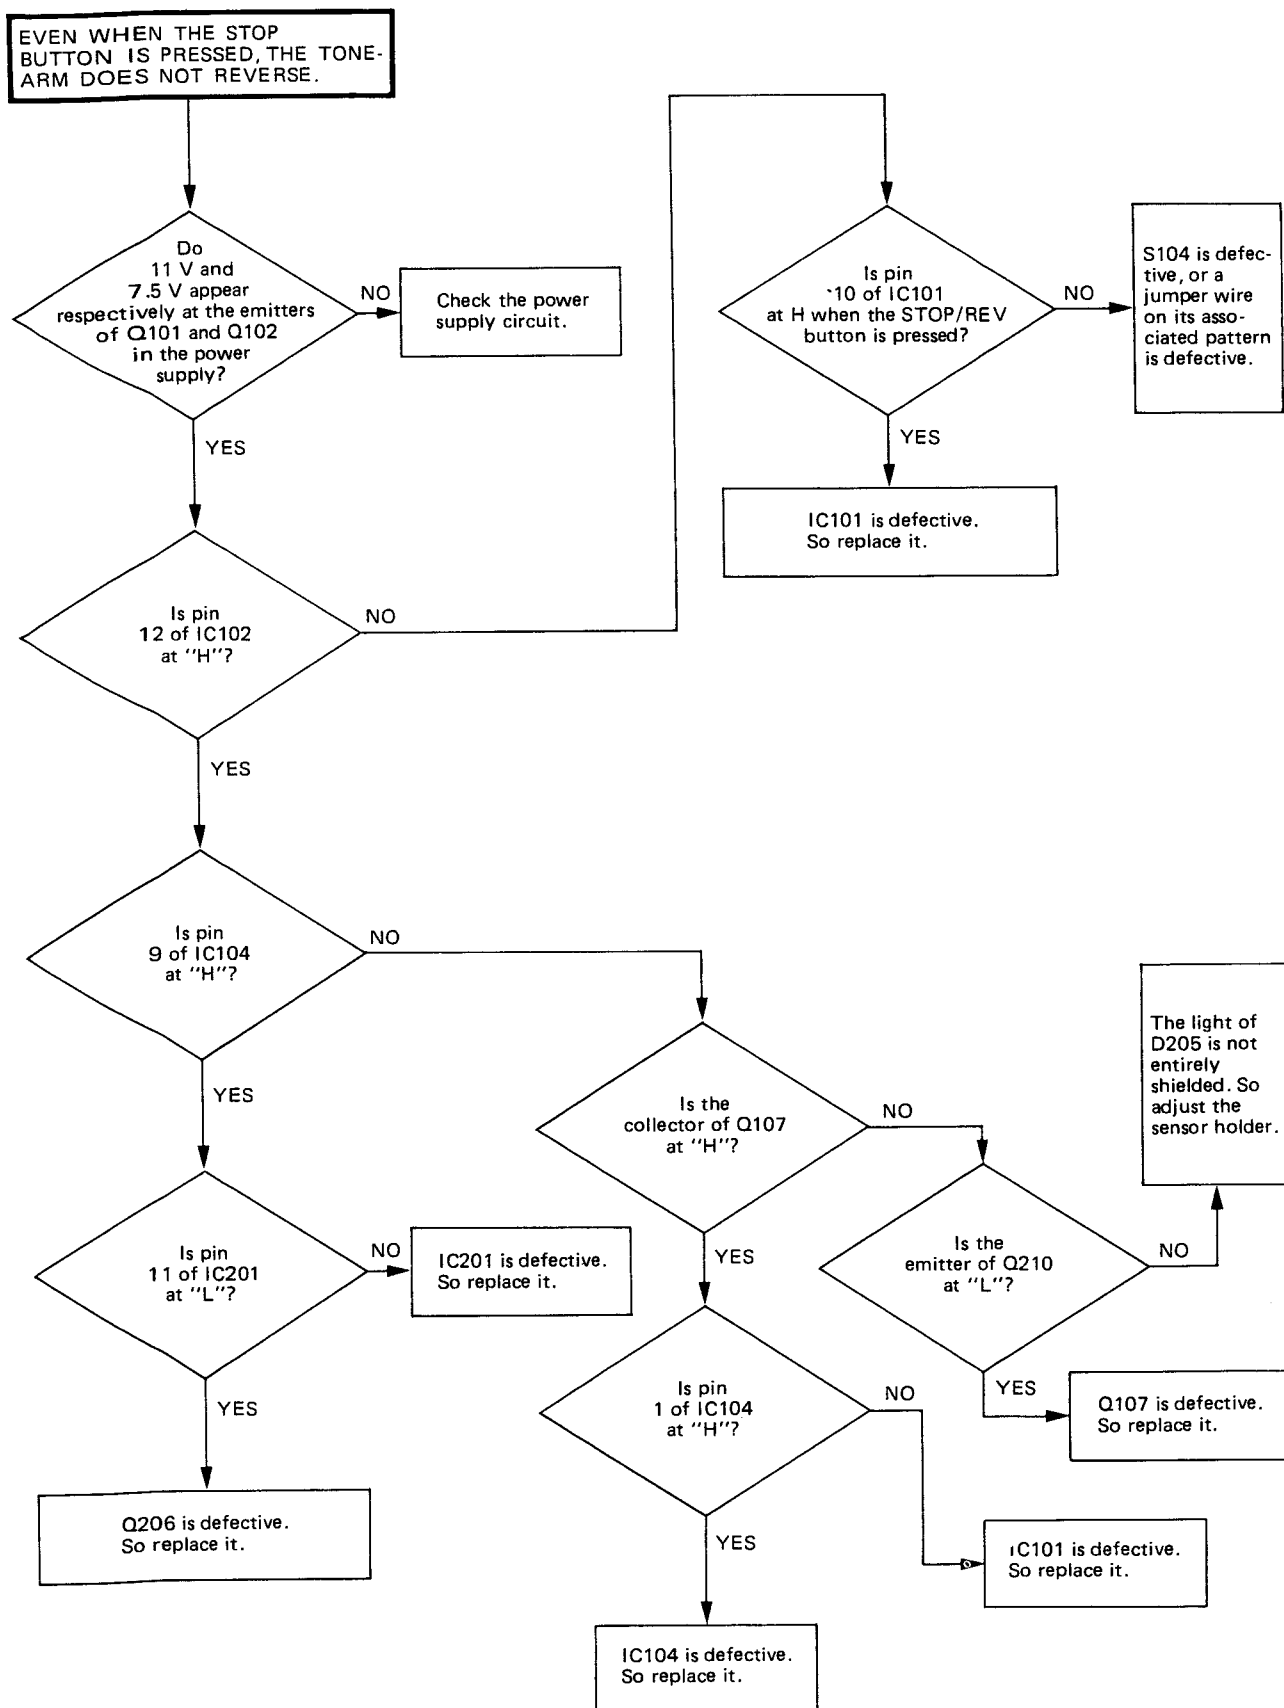 EVEN WHEN THE STOP
BUTTON IS PRESSED, THE TONE-
ARM DOES NOT REVERSE.
Do
11 V and
7.5 V appear
respectively at the emitters
of Q101 and Q102
in the power
supply?
NO
Check the power
supply circuit.
YES
Is pin
10 of IC101
at H when the STOP/REV
button is pressed?
NO
S104 is defec-
tive, or a
jumper wire
on its asso-
ciated pattern
is defective.
YES
IC101 is defective.
So replace it.
Is pin
12 of IC102
at "H"?
NO
YES
Is pin
9 of IC104
at "H"?
NO
YES
Is the
collector of Q107
at "H"?
NO
The light of
D205 is not
entirely
shielded. So
adjust the
sensor holder.
Is pin
11 of IC201
at "L"?
NO
IC201 is defective.
So replace it.
YES
Is the
emitter of Q210
at "L"?
NO
YES
Q107 is defective.
So replace it.
YES
Q206 is defective.
So replace it.
Is pin
1 of IC104
at "H"?
NO
IC101 is defective.
So replace it.
YES
IC104 is defective.
So replace it.